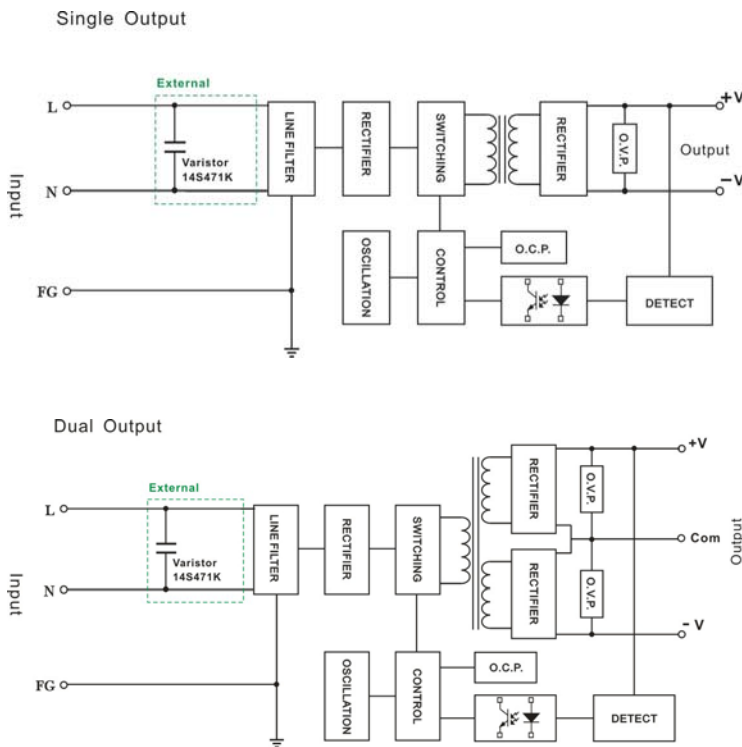 Single Output
External
L
Varistor
14S471K
N
Input
FG
LINE FILTER
RECTIFIER
SWITCHING
RECTIFIER
O.V.P.
+V
Output
-V
OSCILLATION
CONTROL
O.C.P.
DETECT
Dual Output
External
L
Varistor
14S471K
N
Input
FG
LINE FILTER
RECTIFIER
SWITCHING
RECTIFIER
RECTIFIER
O.V.P.
O.V.P.
+V
Com
Output
- V
OSCILLATION
CONTROL
O.C.P.
DETECT